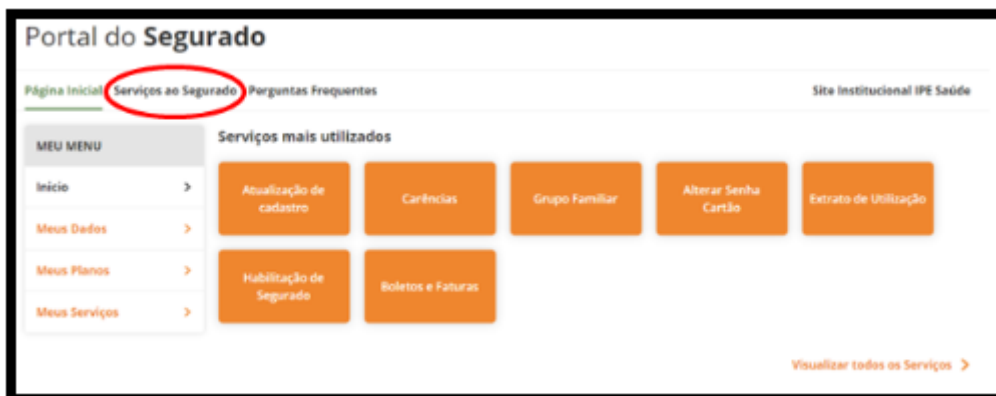 Portal do Segurado
Página Inicial Serviços ao Segurado Perguntas Frequentes Site Institucional IPE Saúde
MEU MENU
Início
Meus Dados
Meus Planos
Meus Serviços
Serviços mais utilizados
Atualização de
cadastro
Carências
Grupo Familiar
Alterar Senha
Cartão
Extrato de Utilização
Habilitação de
Segurado
Boletos e Faturas
Visualizar todos os Serviços